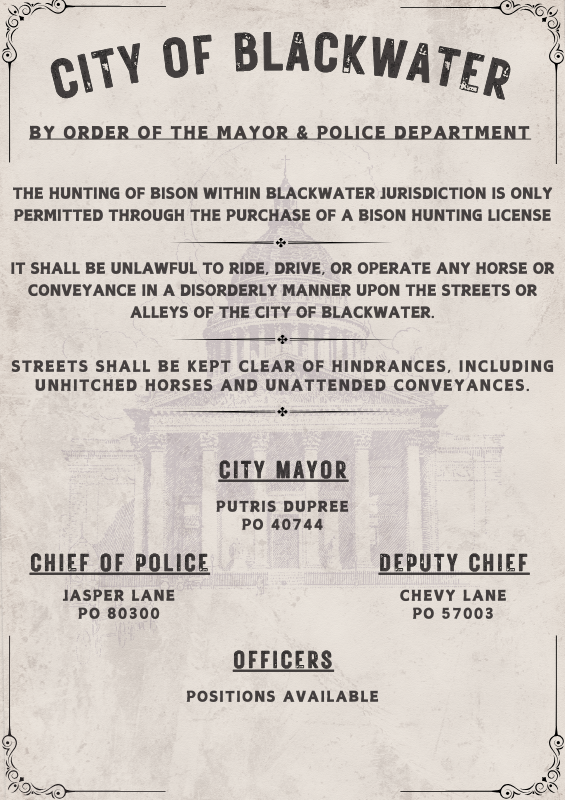 CITY OF BLACKWATER
BY ORDER OF THE MAYOR & POLICE DEPARTMENT
THE HUNTING OF BISON WITHIN BLACKWATER JURISDICTION IS ONLY
PERMITTED THROUGH THE PURCHASE OF A BISON HUNTING LICENSE
IT SHALL BE UNLAWFUL TO RIDE, DRIVE, OR OPERATE ANY HORSE OR
CONVEYANCE IN A DISORDERLY MANNER UPON THE STREETS OR
ALLEYS OF THE CITY OF BLACKWATER.
STREETS SHALL BE KEPT CLEAR OF HINDRANCES, INCLUDING
UNHITCHED HORSES AND UNATTENDED CONVEYANCES.
CITY MAYOR
PUTRIS DUPREE
PO 40744
CHIEF OF POLICE
JASPER LANE
PO 80300
DEPUTY CHIEF
CHEVY LANE
PO 57003
OFFICERS
POSITIONS AVAILABLE